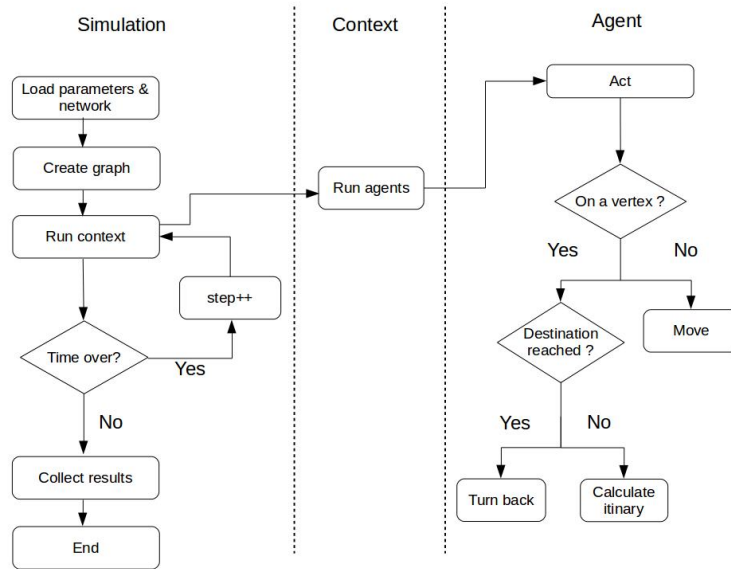 Simulation
Context
Agent
Load parameters &
network
Create graph
Run context
step++
Time over?
Yes
No
Collect results
End
Run agents
Act
On a vertex ?
Yes
No
Destination
reached ?
Move
Yes
No
Turn back
Calculate
itinary